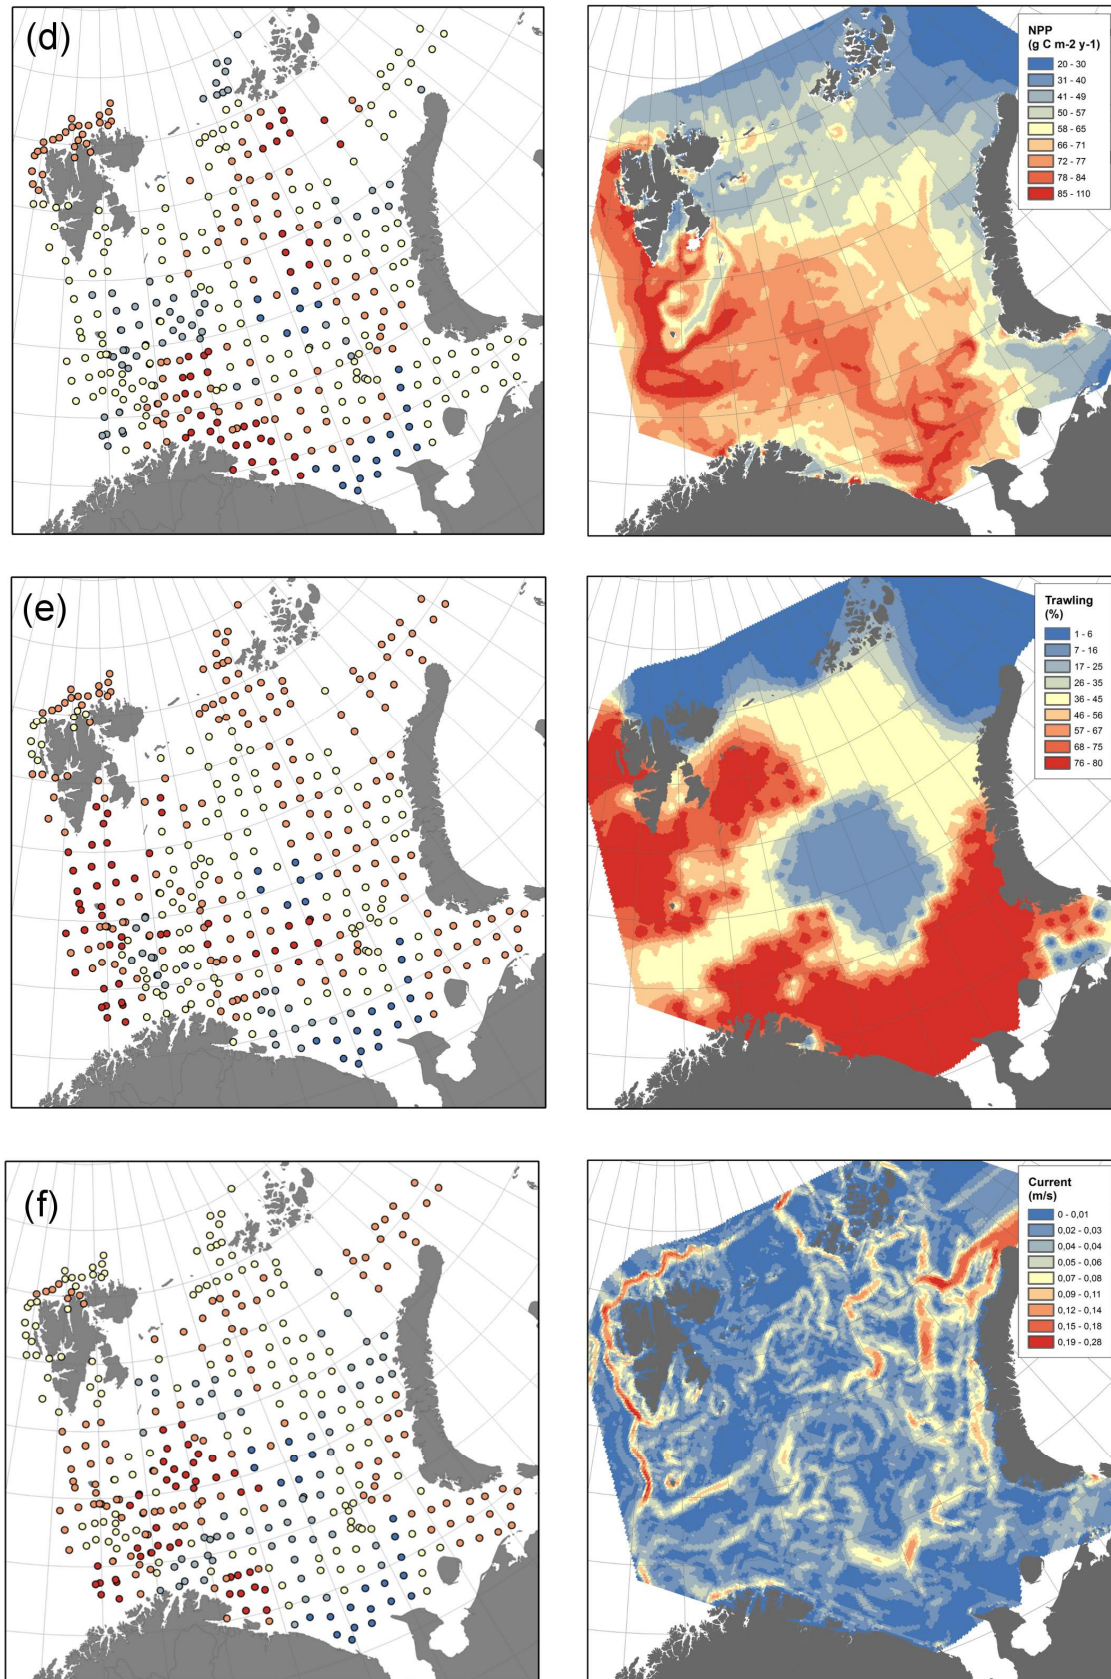 (d)
NPP
(g C m-2 y-1)
20 - 30
31 - 40
41 - 49
50 - 57
58 - 65
66 - 71
72 - 77
78 - 84
85 - 110
(e)
Trawling
(%)
1 - 6
7 - 16
17 - 25
26 - 35
36 - 45
46 - 56
57 - 67
68 - 75
76 - 80
(f)
Current
(m/s)
0 - 0,01
0,02 - 0,03
0,04 - 0,04
0,05 - 0,06
0,07 - 0,08
0,09 - 0,11
0,12 - 0,14
0,15 - 0,18
0,19 - 0,28